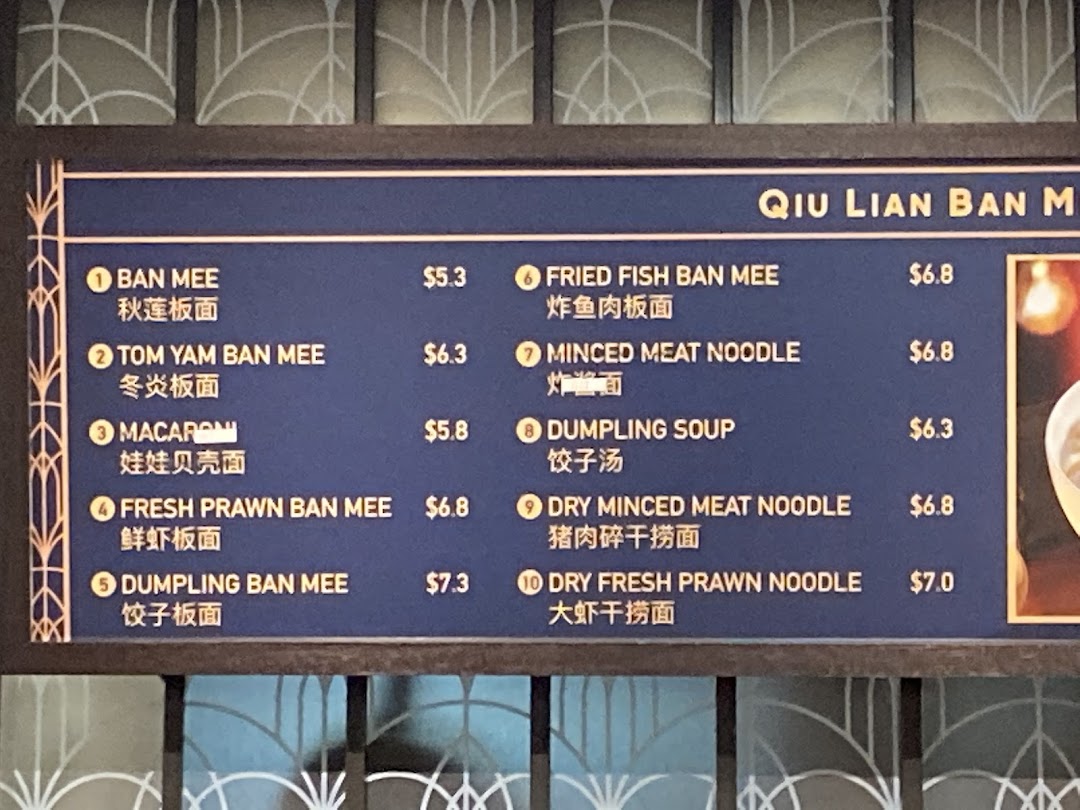 QIU LIAN BAN M
1 BAN MEE $5.3
秋莲板面
2 TOM YAM BAN MEE $6.3
冬炎板面
3 MACARONI $5.8
娃娃贝壳面
4 FRESH PRAWN BAN MEE $6.8
鲜虾板面
5 DUMPLING BAN MEE $7.3
饺子板面
6 FRIED FISH BAN MEE $6.8
炸鱼肉板面
7 MINCED MEAT NOODLE $6.8
炸酱面
8 DUMPLING SOUP $6.3
饺子汤
9 DRY MINCED MEAT NOODLE $6.8
猪肉碎干捞面
10 DRY FRESH PRAWN NOODLE $7.0
大虾干捞面